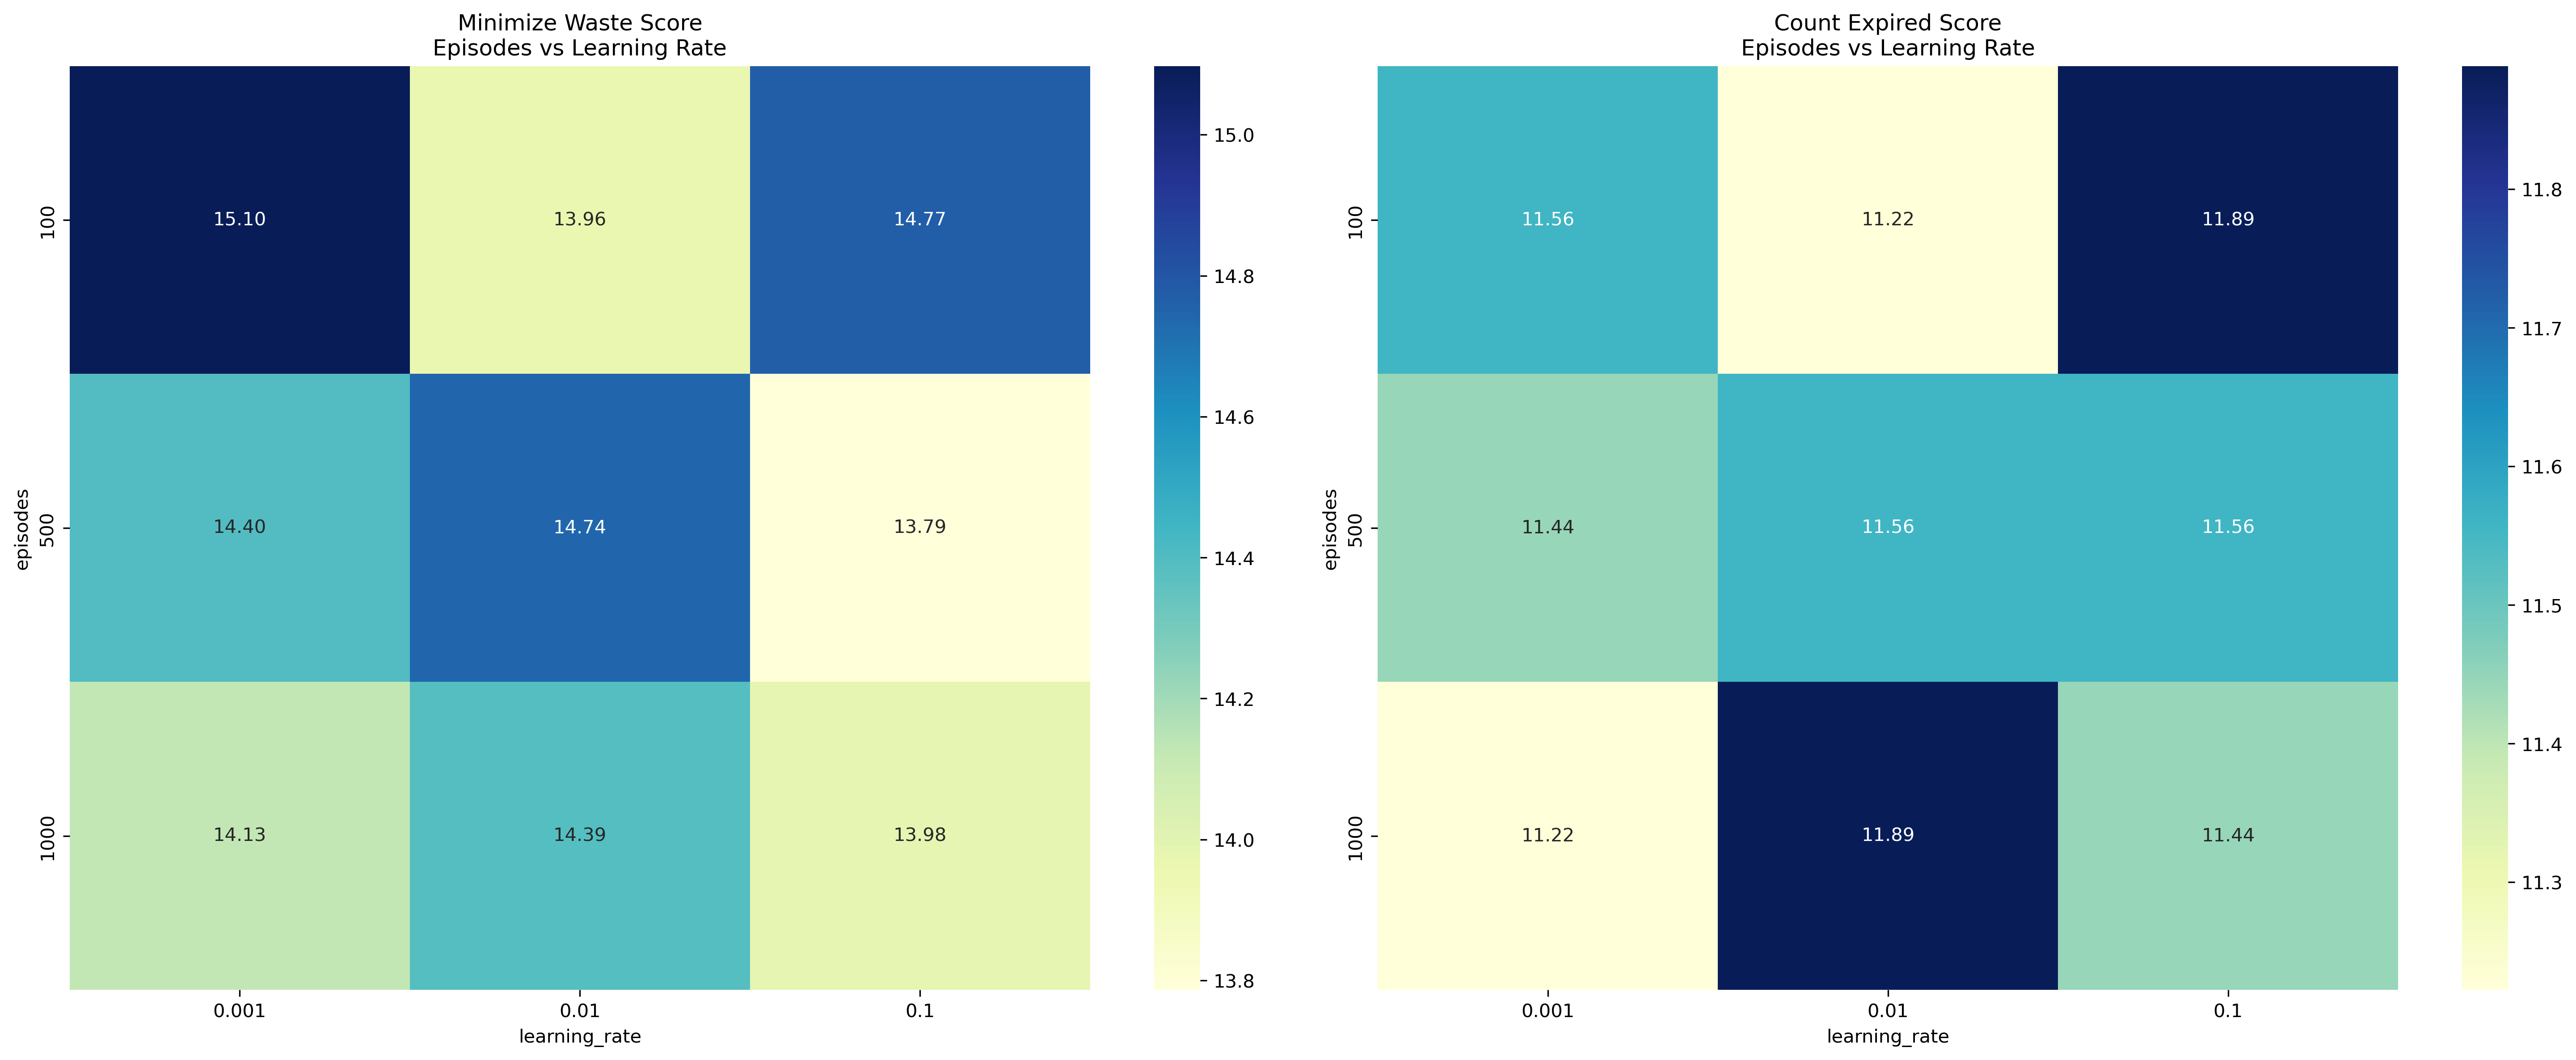 Minimize Waste Score
Episodes vs Learning Rate
episodes
100
500
1000
15.10 13.96 14.77
14.40 14.74 13.79
14.13 14.39 13.98
0.001 0.01 0.1
learning_rate
15.0
14.8
14.6
14.4
14.2
14.0
13.8
Count Expired Score
Episodes vs Learning Rate
episodes
100
500
1000
11.56 11.22 11.89
11.44 11.56 11.56
11.22 11.89 11.44
0.001 0.01 0.1
learning_rate
11.8
11.7
11.6
11.5
11.4
11.3